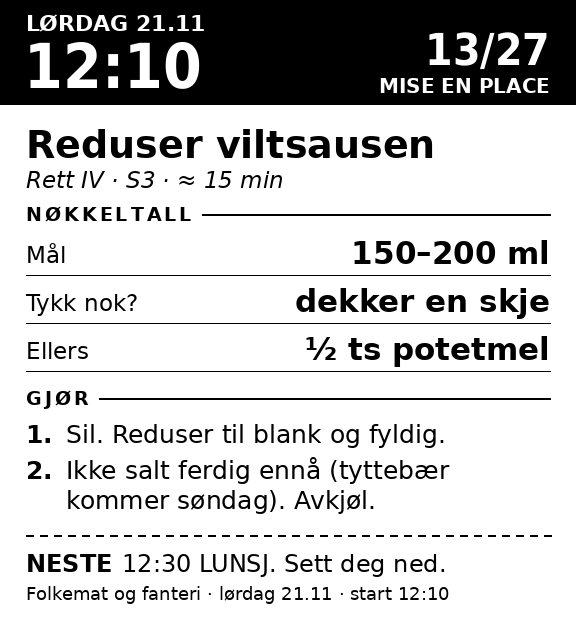 LØRDAG 21.11
12:10
13/27
MISE EN PLACE
Reduser viltsausen
Rett IV · S3 · ≈ 15 min
NØKKELTALL
Mål 150–200 ml
Tykk nok? dekker en skje
Ellers ½ ts potetmel
GJØR
1. Sil. Reduser til blank og fyldig.
2. Ikke salt ferdig ennå (tyttebær
kommer søndag). Avkjøl.
NESTE 12:30 LUNSJ. Sett deg ned.
Folkemat og fanteri · lørdag 21.11 · start 12:10